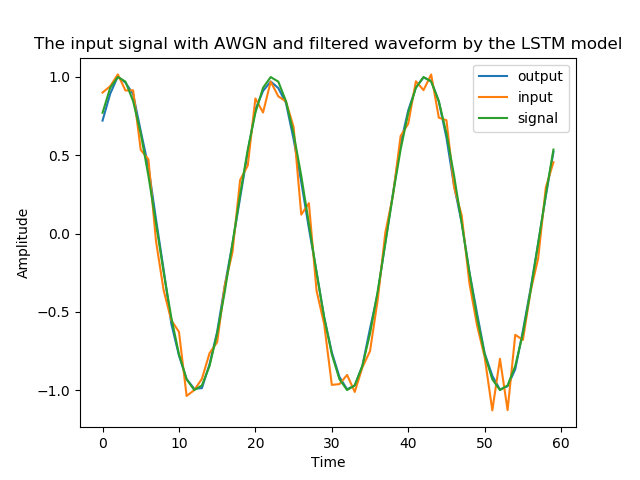 The input signal with AWGN and filtered waveform by the LSTM model
output
input
signal
1.0
0.5
0.0
−0.5
−1.0
Amplitude
0 10 20 30 40 50 60
Time